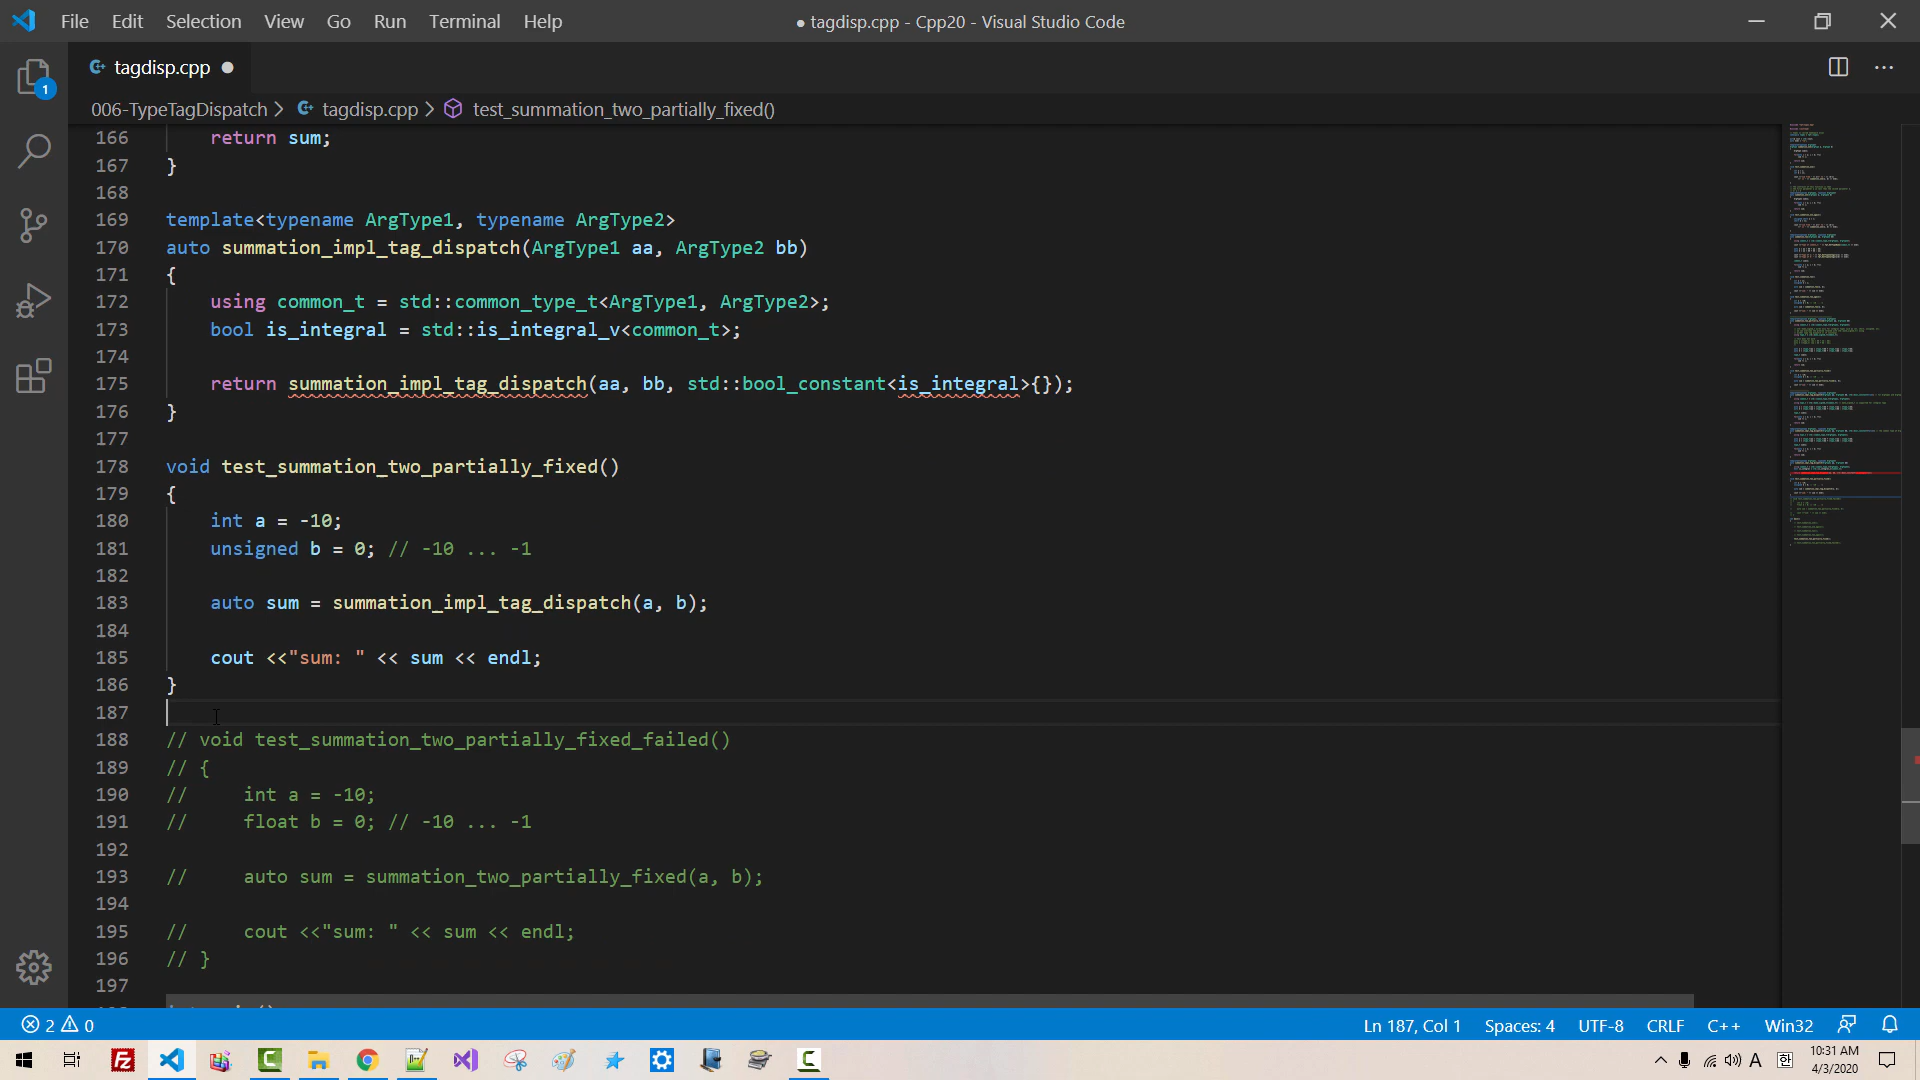 File Edit Selection View Go Run Terminal Help
● tagdisp.cpp - Cpp20 - Visual Studio Code
tagdisp.cpp
006-TypeTagDispatch > tagdisp.cpp > test_summation_two_partially_fixed()
166     return sum;
167 }
168
169 template<typename ArgType1, typename ArgType2>
170 auto summation_impl_tag_dispatch(ArgType1 aa, ArgType2 bb)
171 {
172     using common_t = std::common_type_t<ArgType1, ArgType2>;
173     bool is_integral = std::is_integral_v<common_t>;
174
175     return summation_impl_tag_dispatch(aa, bb, std::bool_constant<is_integral>{});
176 }
177
178 void test_summation_two_partially_fixed()
179 {
180     int a = -10;
181     unsigned b = 0; // -10 ... -1
182
183     auto sum = summation_impl_tag_dispatch(a, b);
184
185     cout <<"sum: " << sum << endl;
186 }
187
188 // void test_summation_two_partially_fixed_failed()
189 // {
190 //     int a = -10;
191 //     float b = 0; // -10 ... -1
192
193 //     auto sum = summation_two_partially_fixed(a, b);
194
195 //     cout <<"sum: " << sum << endl;
196 // }
197
1
2 0
Ln 187, Col 1 Spaces: 4 UTF-8 CRLF C++ Win32
A 한 10:31 AM
4/3/2020